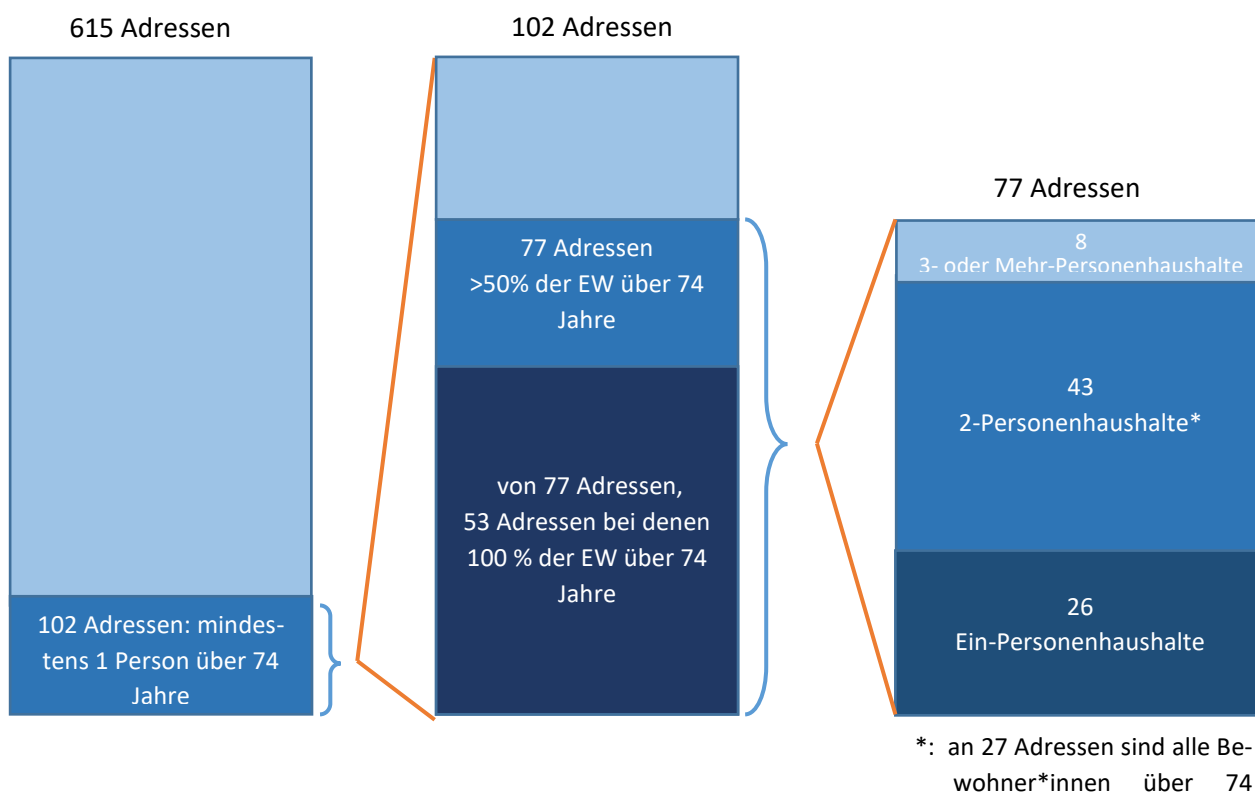 615 Adressen
102 Adressen: mindes-
tens 1 Person über 74
Jahre
102 Adressen
77 Adressen
>50% der EW über 74
Jahre
von 77 Adressen,
53 Adressen bei denen
100 % der EW über 74
Jahre
77 Adressen
8
3- oder Mehr-Personenhaushalte
43
2-Personenhaushalte*
26
Ein-Personenhaushalte
*: an 27 Adressen sind alle Be-
wohner*innen über 74